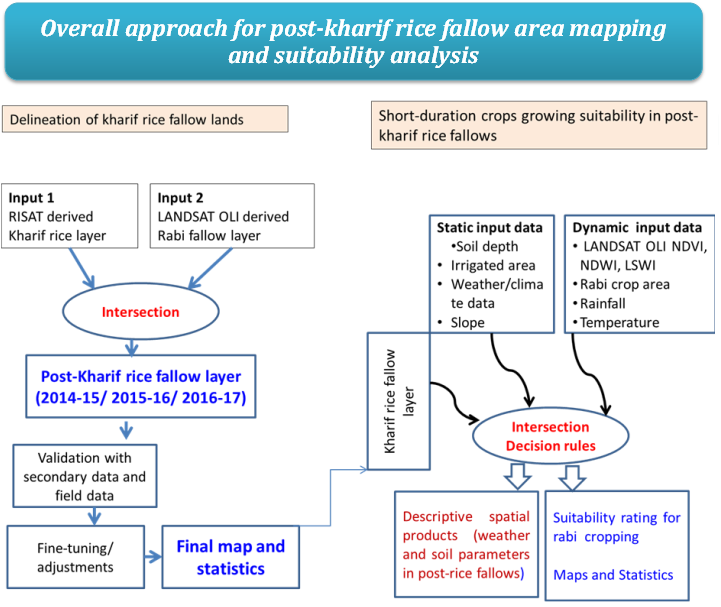 Overall approach for post-kharif rice fallow area mapping
and suitability analysis
Delineation of kharif rice fallow lands
Input 1
RISAT derived
Kharif rice layer
Input 2
LANDSAT OLI derived
Rabi fallow layer
Intersection
Post-Kharif rice fallow layer
(2014-15/ 2015-16/ 2016-17)
Validation with
secondary data and
field data
Fine-tuning/
adjustments
Final map and
statistics
Short-duration crops growing suitability in post-
kharif rice fallows
Static input data
•Soil depth
• Irrigated area
• Weather/clima
te data
• Slope
Dynamic input data
• LANDSAT OLI NDVI,
NDWI, LSWI
• Rabi crop area
• Rainfall
• Temperature
Kharif rice fallow
layer
Intersection
Decision rules
Descriptive spatial
products (weather
and soil parameters
in post-rice fallows)
Suitability rating for
rabi cropping
Maps and Statistics